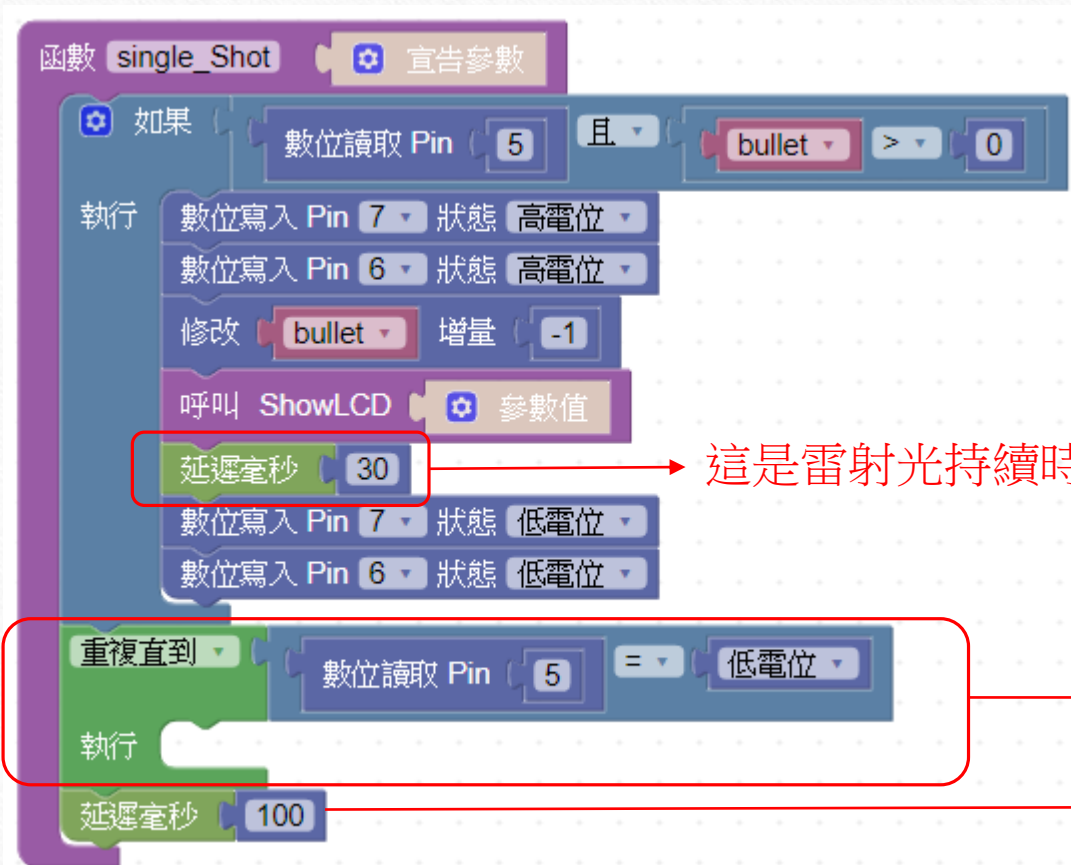 函數 single_Shot 宣告參數
如果 數位讀取 Pin 5 且 bullet > 0
執行 數位寫入 Pin 7 狀態 高電位
數位寫入 Pin 6 狀態 高電位
修改 bullet 增量 -1
呼叫 ShowLCD 參數值
延遲毫秒 30
這是雷射光持續時
數位寫入 Pin 7 狀態 低電位
數位寫入 Pin 6 狀態 低電位
重複直到 數位讀取 Pin 5 = 低電位
執行
延遲毫秒 100